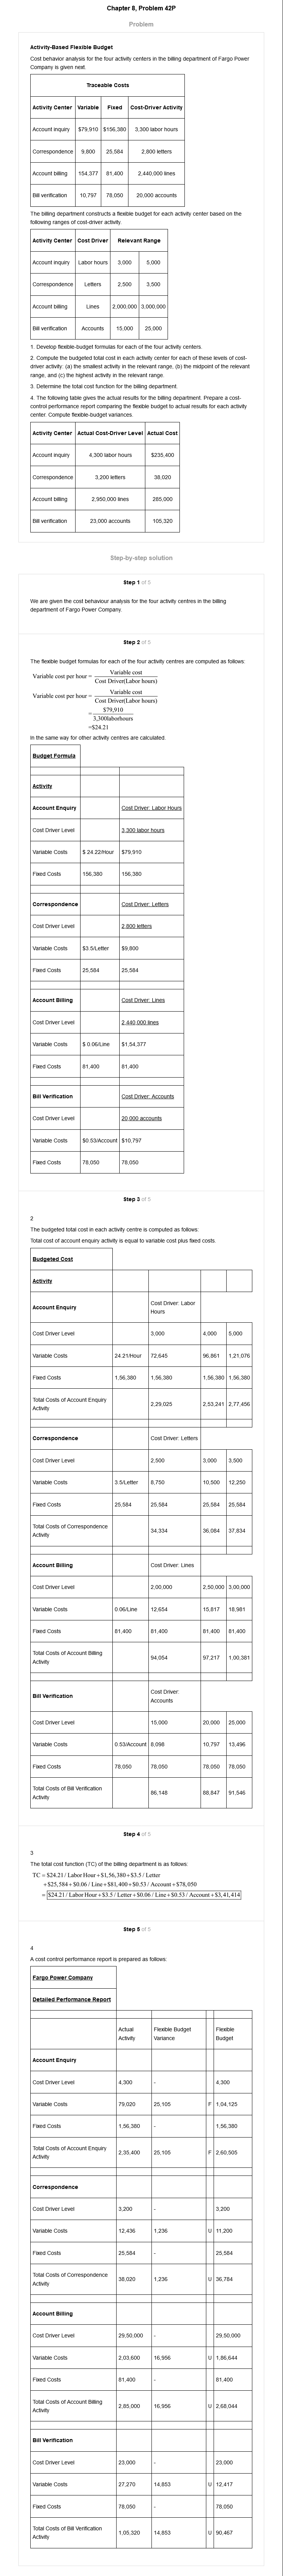 Chapter 8, Problem 42P
Problem
Activity-Based Flexible Budget
Cost behavior analysis for the four activity centers in the billing department of Fargo Power
Company is given next.
Traceable Costs
Activity Center Variable Fixed Cost-Driver Activity
Account inquiry $79,910 $156,380 3,300 labor hours
Correspondence 9,800 25,584 2,800 letters
Account billing 154,377 81,400 2,440,000 lines
Bill verification 10,797 78,050 20,000 accounts
The billing department constructs a flexible budget for each activity center based on the
following ranges of cost-driver activity.
Activity Center Cost Driver Relevant Range
Account inquiry Labor hours 3,000 5,000
Correspondence Letters 2,500 3,500
Account billing Lines 2,000,000 3,000,000
Bill verification Accounts 15,000 25,000
1. Develop flexible-budget formulas for each of the four activity centers.
2. Compute the budgeted total cost in each activity center for each of these levels of cost-
driver activity: (a) the smallest activity in the relevant range, (b) the midpoint of the relevant
range, and (c) the highest activity in the relevant range.
3. Determine the total cost function for the billing department.
4. The following table gives the actual results for the billing department. Prepare a cost-
control performance report comparing the flexible budget to actual results for each activity
center. Compute flexible-budget variances.
Activity Center Actual Cost-Driver Level Actual Cost
Account inquiry 4,300 labor hours $235,400
Correspondence 3,200 letters 38,020
Account billing 2,950,000 lines 285,000
Bill verification 23,000 accounts 105,320
Step-by-step solution
Step 1 of 5
We are given the cost behaviour analysis for the four activity centres in the billing
department of Fargo Power Company.
Step 2 of 5
The flexible budget formulas for each of the four activity centres are computed as follows:
Variable cost per hour = Variable cost / Cost Driver(Labor hours)
Variable cost per hour = Variable cost / Cost Driver(Labor hours)
= $79,910 / 3,300laborhours
=$24.21
In the same way for other activity centres are calculated:
Budget Formula
Activity
Account Enquiry Cost Driver: Labor Hours
Cost Driver Level 3,300 labor hours
Variable Costs $ 24.22/Hour $79,910
Fixed Costs 156,380 156,380
Correspondence Cost Driver: Letters
Cost Driver Level 2,800 letters
Variable Costs $3.5/Letter $9,800
Fixed Costs 25,584 25,584
Account Billing Cost Driver: Lines
Cost Driver Level 2,440,000 lines
Variable Costs $ 0.06/Line $1,54,377
Fixed Costs 81,400 81,400
Bill Verification Cost Driver: Accounts
Cost Driver Level 20,000 accounts
Variable Costs $0.53/Account $10,797
Fixed Costs 78,050 78,050
Step 3 of 5
2
The budgeted total cost in each activity centre is computed as follows:
Total cost of account enquiry activity is equal to variable cost plus fixed costs.
Budgeted Cost
Activity
Account Enquiry Cost Driver: Labor
Hours
Cost Driver Level 3,000 4,000 5,000
Variable Costs 24.21/Hour 72,645 96,861 1,21,076
Fixed Costs 1,56,380 1,56,380 1,56,380 1,56,380
Total Costs of Account Enquiry
Activity 2,29,025 2,53,241 2,77,456
Correspondence Cost Driver: Letters
Cost Driver Level 2,500 3,000 3,500
Variable Costs 3.5/Letter 8,750 10,500 12,250
Fixed Costs 25,584 25,584 25,584 25,584
Total Costs of Correspondence
Activity 34,334 36,084 37,834
Account Billing Cost Driver: Lines
Cost Driver Level 2,00,000 2,50,000 3,00,000
Variable Costs 0.06/Line 12,654 15,817 18,981
Fixed Costs 81,400 81,400 81,400 81,400
Total Costs of Account Billing
Activity 94,054 97,217 1,00,381
Bill Verification Cost Driver:
Accounts
Cost Driver Level 15,000 20,000 25,000
Variable Costs 0.53/Account 8,098 10,797 13,496
Fixed Costs 78,050 78,050 78,050 78,050
Total Costs of Bill Verification
Activity 86,148 88,847 91,546
Step 4 of 5
3
The total cost function (TC) of the billing department is as follows:
TC = $24.21 / Labor Hour + $1,56,380 + $3.5 / Letter
+ $25,584 + $0.06 / Line + $81,400 + $0.53 / Account + $78,050
= $24.21 / Labor Hour + $3.5 / Letter + $0.06 / Line + $0.53 / Account + $3,41,414
Step 5 of 5
4
A cost control performance report is prepared as follows:
Fargo Power Company
Detailed Performance Report
Actual Activity Flexible Budget Variance Flexible Budget
Account Enquiry
Cost Driver Level 4,300 - 4,300
Variable Costs 79,020 25,105 F 1,04,125
Fixed Costs 1,56,380 - 1,56,380
Total Costs of Account Enquiry
Activity 2,35,400 25,105 F 2,60,505
Correspondence
Cost Driver Level 3,200 - 3,200
Variable Costs 12,436 1,236 U 11,200
Fixed Costs 25,584 - 25,584
Total Costs of Correspondence
Activity 38,020 1,236 U 36,784
Account Billing
Cost Driver Level 29,50,000 - 29,50,000
Variable Costs 2,03,600 16,956 U 1,86,644
Fixed Costs 81,400 - 81,400
Total Costs of Account Billing
Activity 2,85,000 16,956 U 2,68,044
Bill Verification
Cost Driver Level 23,000 - 23,000
Variable Costs 27,270 14,853 U 12,417
Fixed Costs 78,050 - 78,050
Total Costs of Bill Verification
Activity 1,05,320 14,853 U 90,467